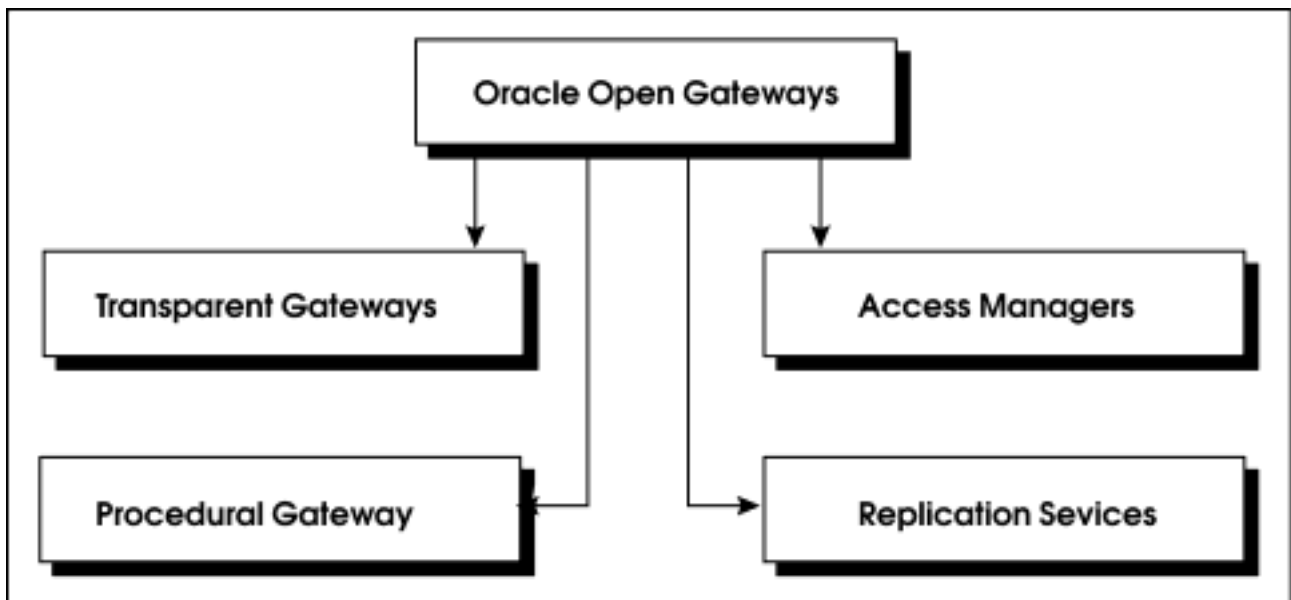 Oracle Open Gateways
Transparent Gateways
Access Managers
Procedural Gateway
Replication Sevices